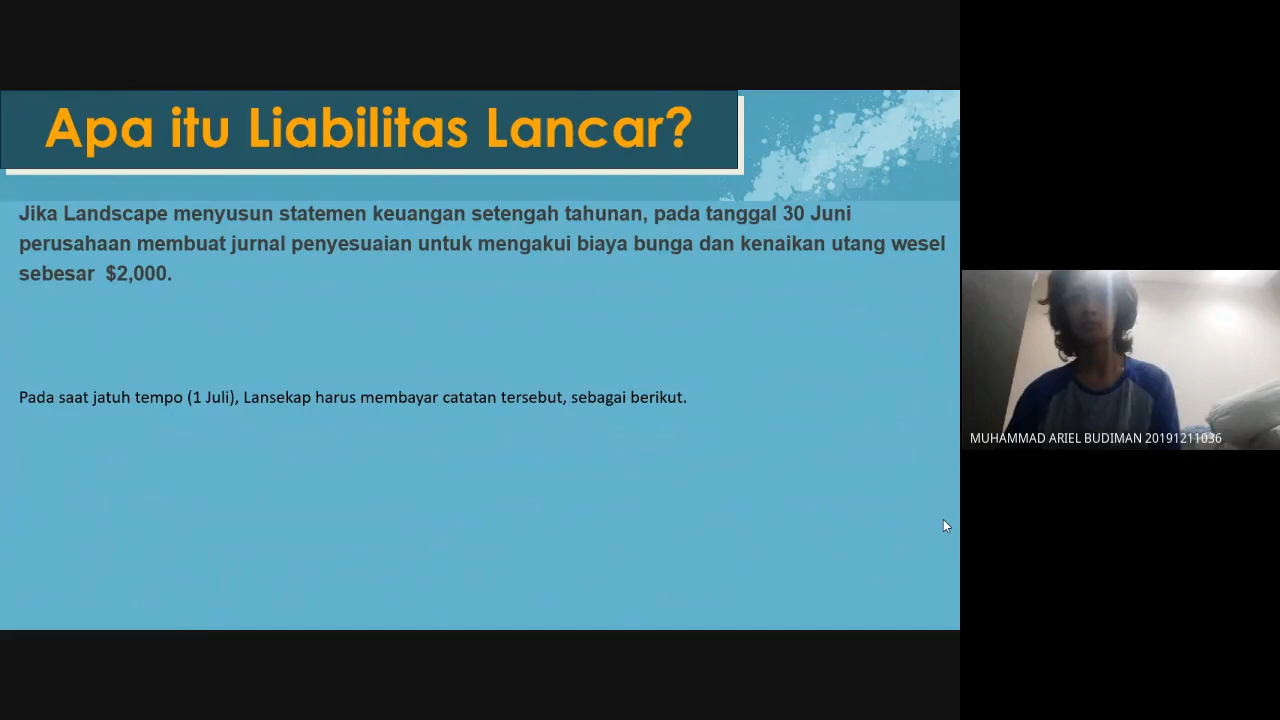 Apa itu Liabilitas Lancar?
Jika Landscape menyusun statemen keuangan setengah tahunan, pada tanggal 30 Juni
perusahaan membuat jurnal penyesuaian untuk mengakui biaya bunga dan kenaikan utang wesel
sebesar  $2,000.
Pada saat jatuh tempo (1 Juli), Lansekap harus membayar catatan tersebut, sebagai berikut.
MUHAMMAD ARIEL BUDIMAN 20191211036